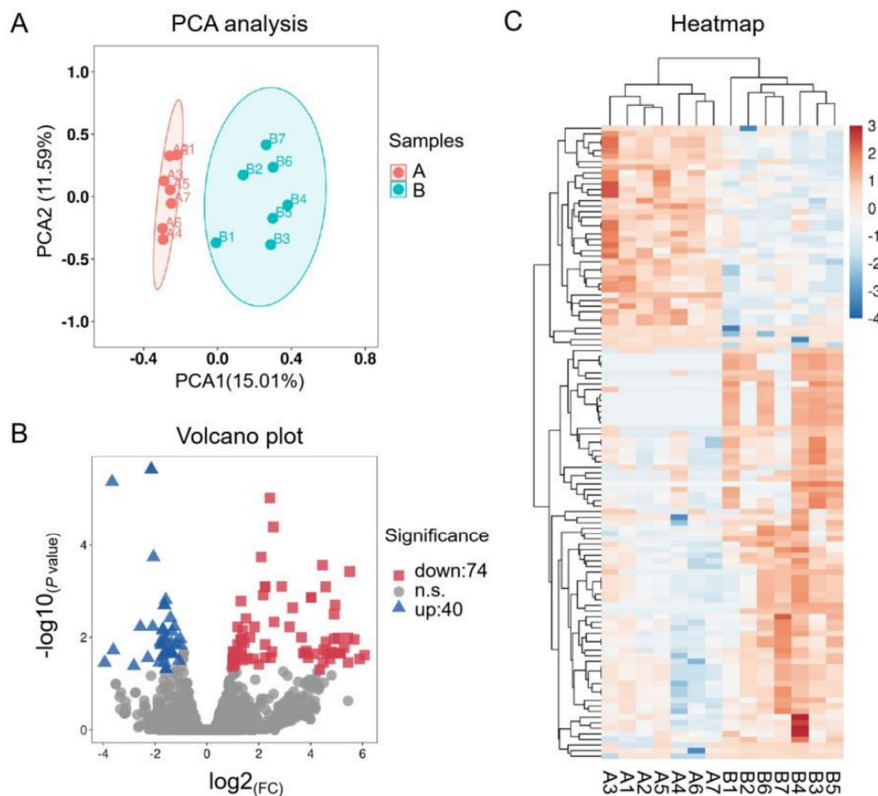 A
PCA analysis
1.0
0.5
0.0
-0.5
-1.0
PCA2 (11.59%)
-0.4
0.0
0.4
0.8
PCA1(15.01%)
A1
A3
A5
A7
A6
A4
B7
B2
B6
B4
B5
B1
B3
Samples
A
B
B
Volcano plot
4
2
0
-log10(P value)
-4
-2
0
2
4
6
log2(FC)
Significance
down:74
n.s.
up:40
C
Heatmap
3
2
1
0
-1
-2
-3
-4
A3 A1 A2 A5 A4 A6 A7 B1 B2 B6 B7 B4 B3 B5